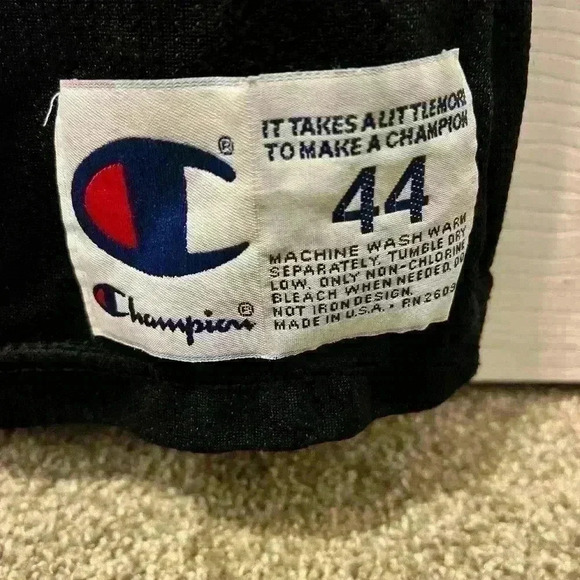 ®
Champion®
IT TAKES A LITTLE MORE
TO MAKE A CHAMPION
44
MACHINE WASH WARM
SEPARATELY, TUMBLE DRY
LOW. ONLY NON-CHLORINE
BLEACH WHEN NEEDED. DO
NOT IRON DESIGN.
MADE IN U.S.A. • RN 26094